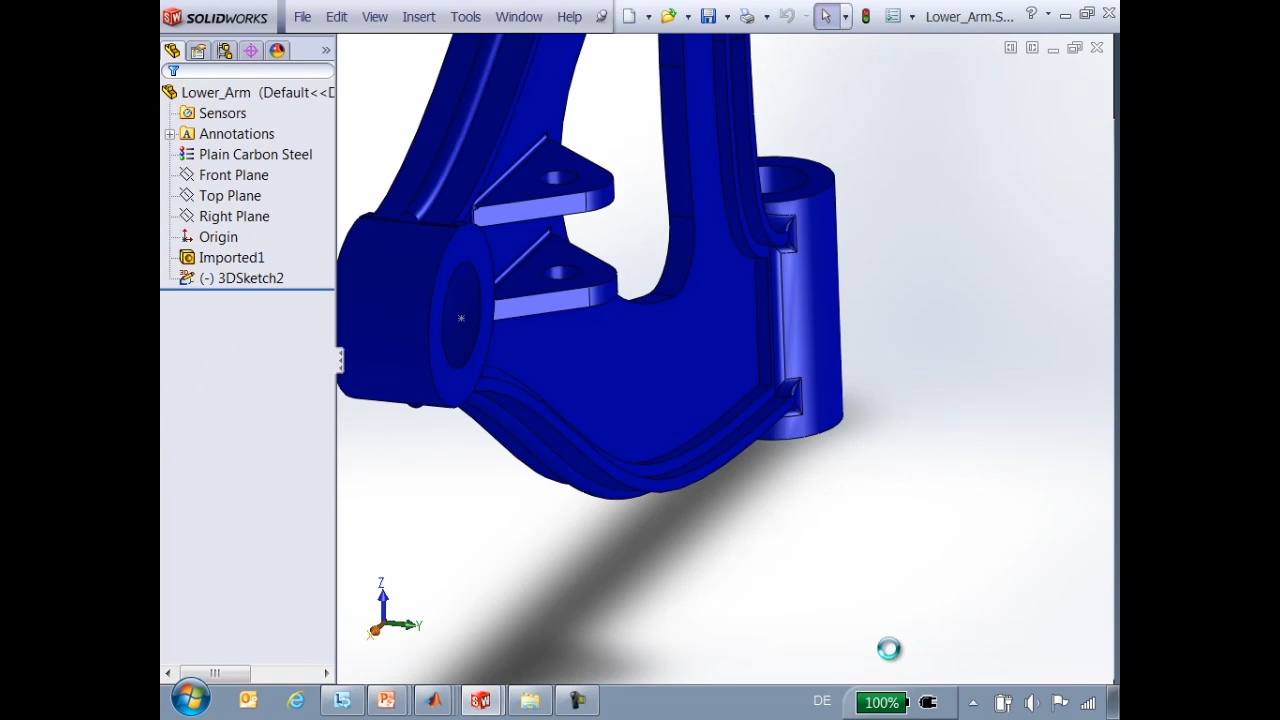 SOLIDWORKS File Edit View Insert Tools Window Help Lower_Arm.S... ?
Lower_Arm (Default<<D
Sensors
Annotations
Plain Carbon Steel
Front Plane
Top Plane
Right Plane
Origin
Imported1
(-) 3DSketch2
Z
Y
X
DE 100%